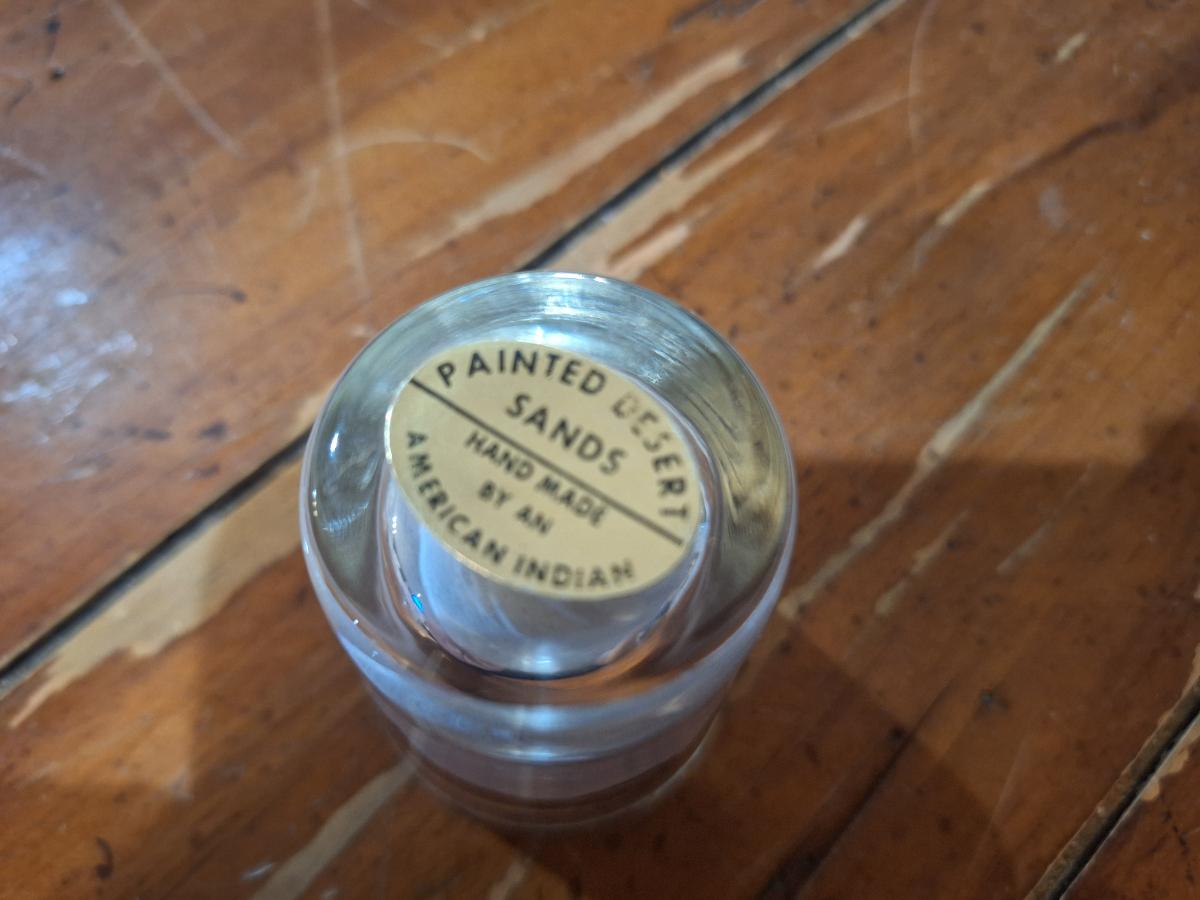 PAINTED DESERT
SANDS
HAND MADE
BY AN
AMERICAN INDIAN